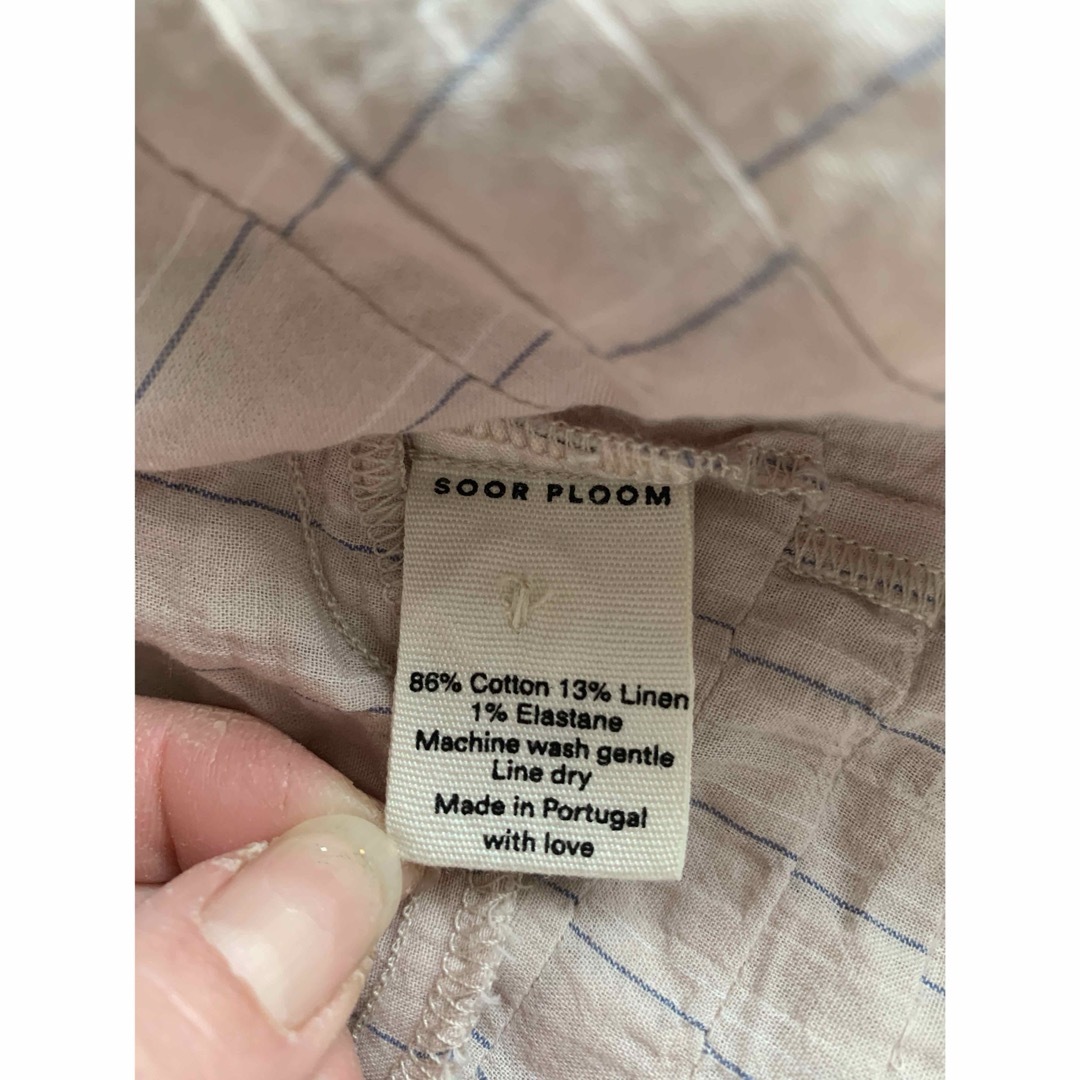 SOOR PLOOM
86% Cotton 13% Linen
1% Elastane
Machine wash gentle
Line dry
Made in Portugal
with love